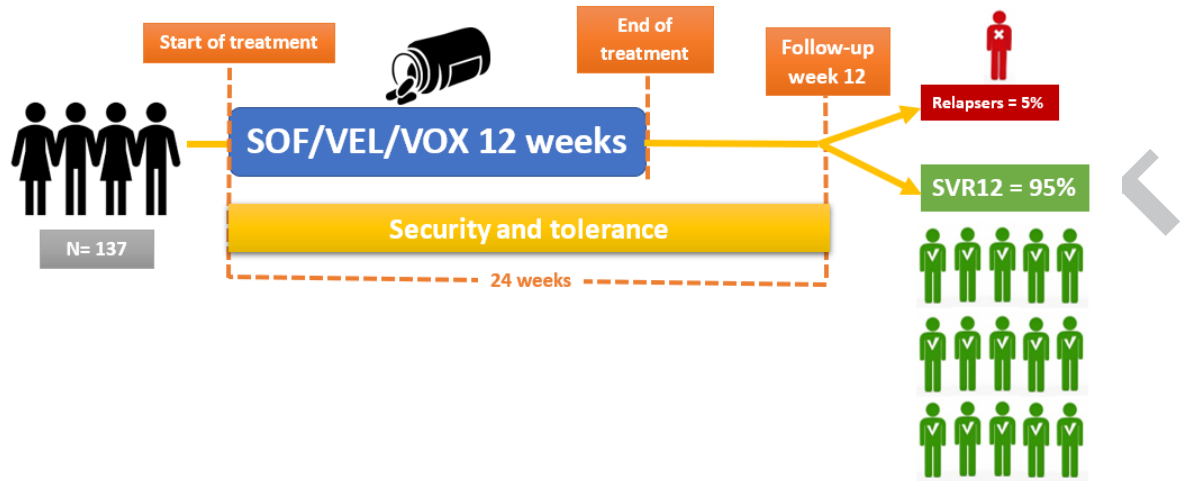 Start of treatment
End of
treatment
Follow-up
week 12
Relapsers = 5%
SOF/VEL/VOX 12 weeks
SVR12 = 95%
Security and tolerance
N= 137
24 weeks